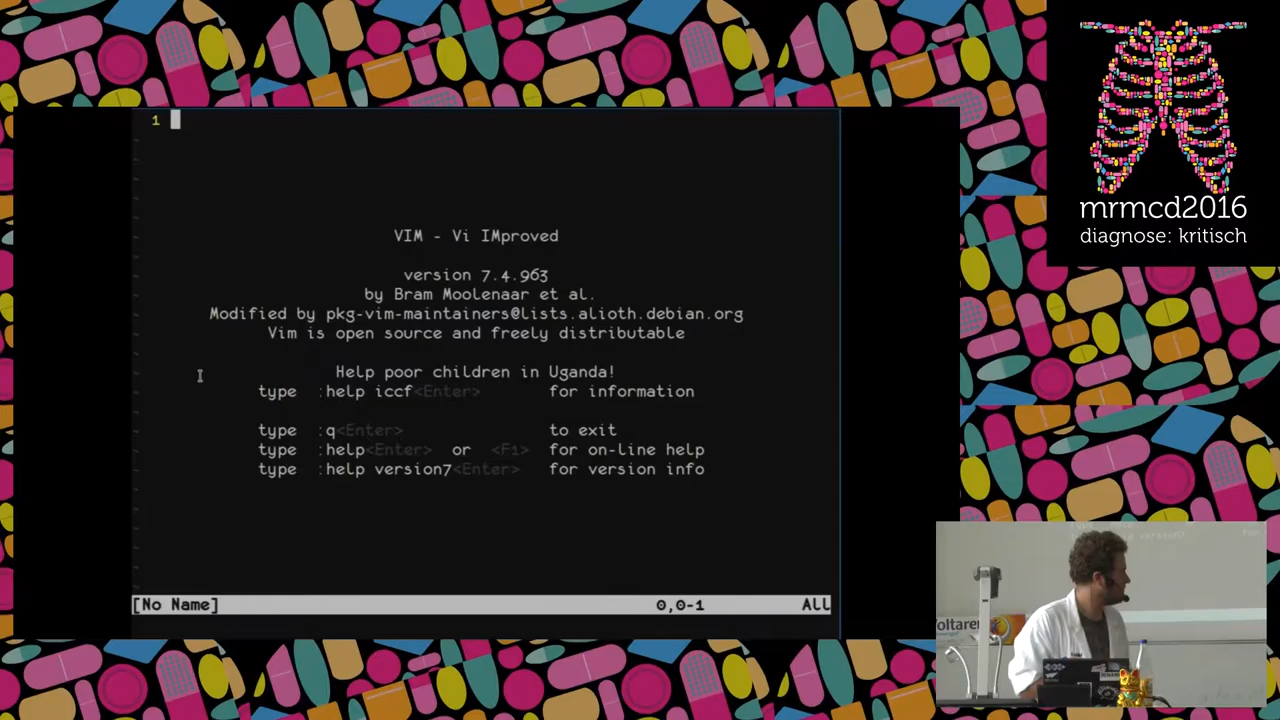 1
VIM - Vi IMproved
version 7.4.963
by Bram Moolenaar et al.
Modified by pkg-vim-maintainers@lists.alioth.debian.org
Vim is open source and freely distributable
Help poor children in Uganda!
type :help iccf<Enter> for information
type :q<Enter> to exit
type :help<Enter> or <F1> for on-line help
type :help version7<Enter> for version info
[No Name] 0,0-1 All
mrmcd2016
diagnose: kritisch
Voltaren